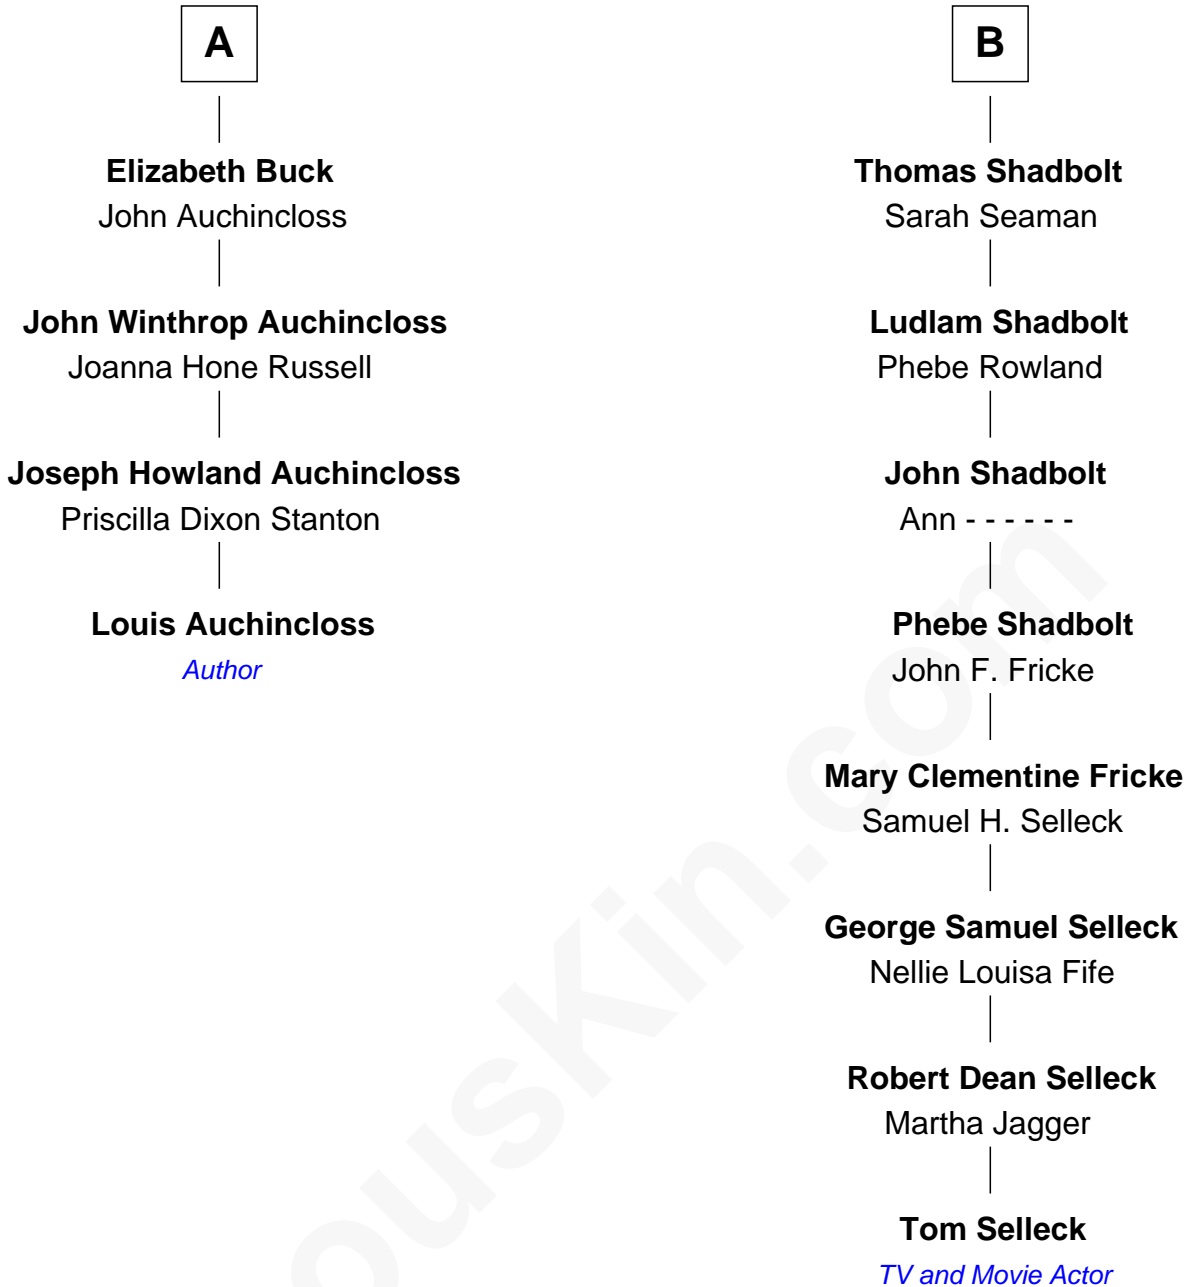 A
Elizabeth Buck
John Auchincloss
John Winthrop Auchincloss
Joanna Hone Russell
Joseph Howland Auchincloss
Priscilla Dixon Stanton
Louis Auchincloss
Author
B
Thomas Shadbolt
Sarah Seaman
Ludlam Shadbolt
Phebe Rowland
John Shadbolt
Ann - - - - - -
Phebe Shadbolt
John F. Fricke
Mary Clementine Fricke
Samuel H. Selleck
George Samuel Selleck
Nellie Louisa Fife
Robert Dean Selleck
Martha Jagger
Tom Selleck
TV and Movie Actor
ousKin.com